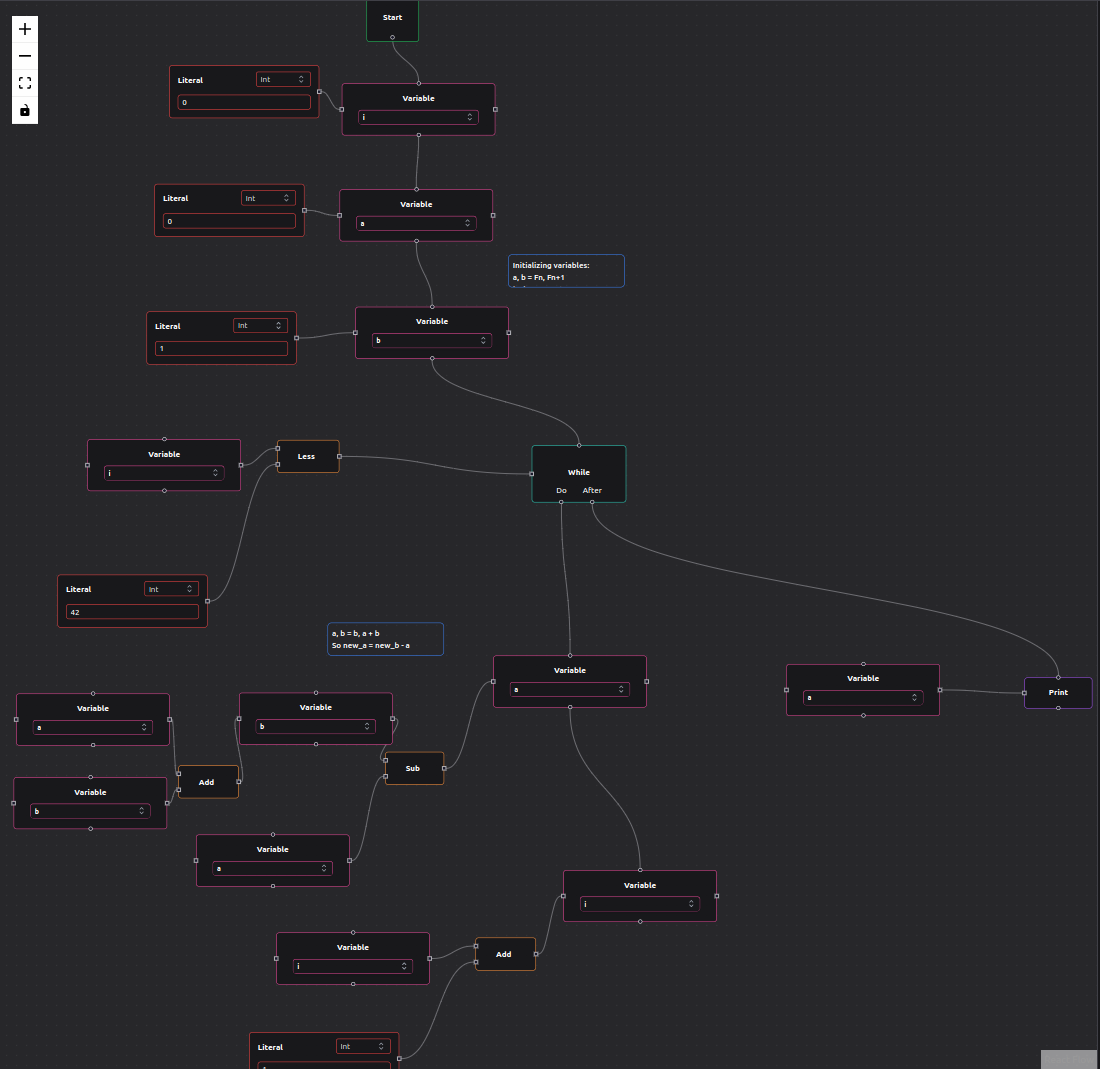 Start
Literal
Int
0
Variable
i
Literal
Int
0
Variable
a
Initializing variables:
a, b = Fn, Fn+1
Literal
Int
1
Variable
b
Variable
i
Less
While
Do After
Literal
Int
42
a, b = b, a + b
So new_a = new_b - a
Variable
a
Variable
a
Print
Variable
a
Variable
b
Add
Sub
Variable
b
Variable
a
Variable
i
Variable
i
Add
Literal
Int